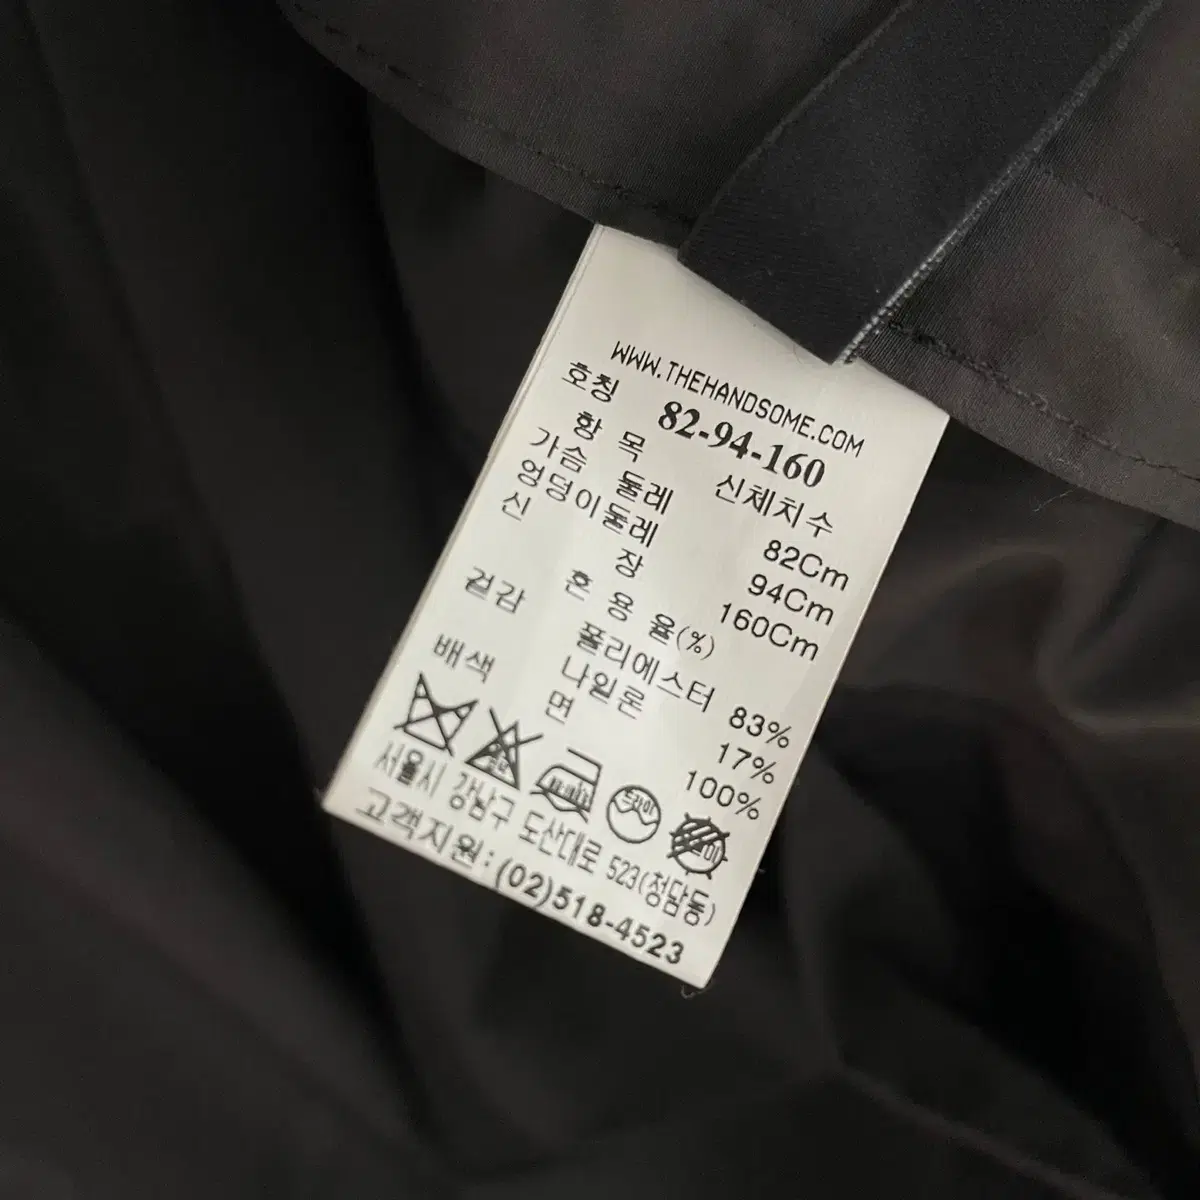 WWW.THEHANDSOME.COM
호칭 82-94-160
항 목 신체치수
가슴 둘레 82Cm
엉덩이둘레 94Cm
신 장 160Cm
혼 용 율(%)
겉감 폴리에스터 83%
나일론 17%
배색 면 100%
드라이
서울시 강남구 도산대로 523(청담동)
고객지원:(02)518-4523